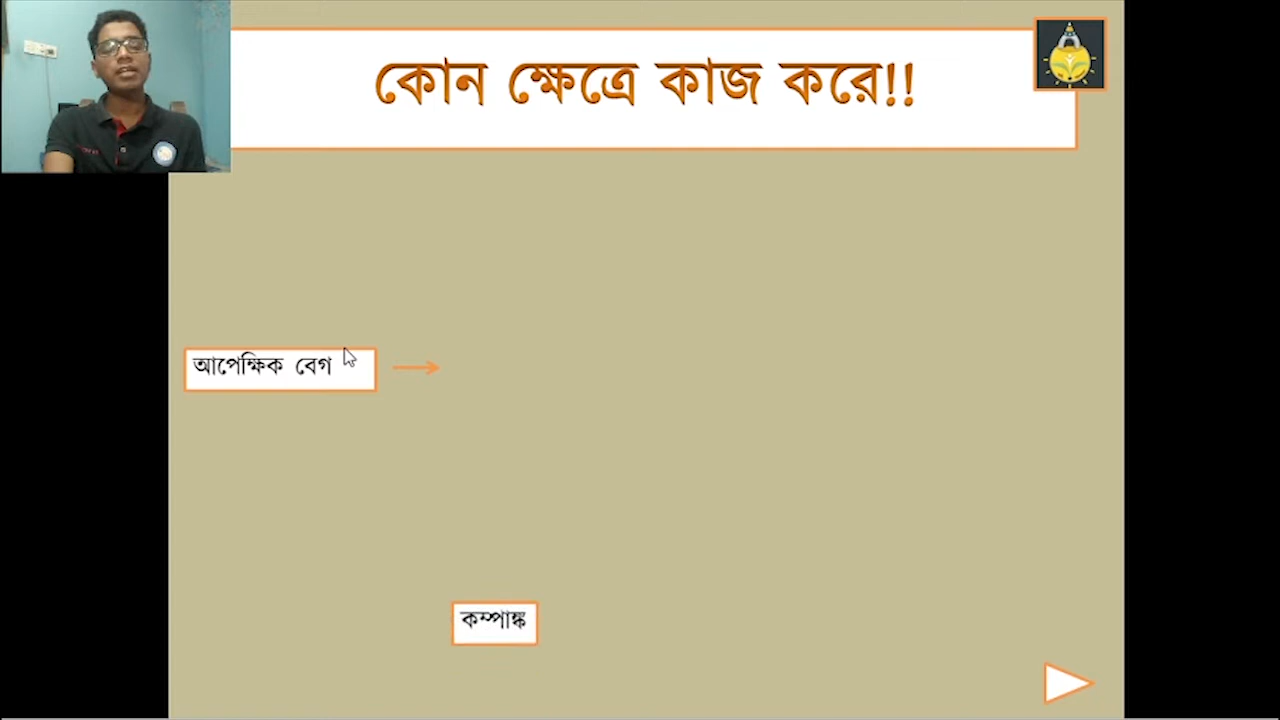 কোন ক্ষেত্রে কাজ করে!!
আপেক্ষিক বেগ
কম্পাঙ্ক